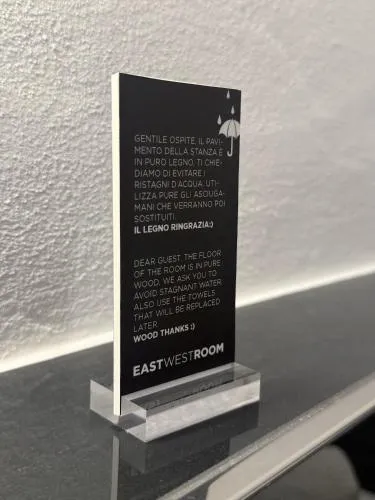 GENTILE OSPITE, IL PAVI-
MENTO DELLA STANZA È
IN PURO LEGNO, TI CHIE-
DIAMO DI EVITARE I
RISTAGNI D'ACQUA. UTI-
LIZZA PURE GLI ASCIUGA-
MANI CHE VERRANNO POI
SOSTITUITI.
IL LEGNO RINGRAZIA:)
DEAR GUEST, THE FLOOR
OF THE ROOM IS IN PURE
WOOD, WE ASK YOU TO
AVOID STAGNANT WATER.
ALSO USE THE TOWELS
THAT WILL BE REPLACED
LATER.
WOOD THANKS :)
EASTWESTROOM